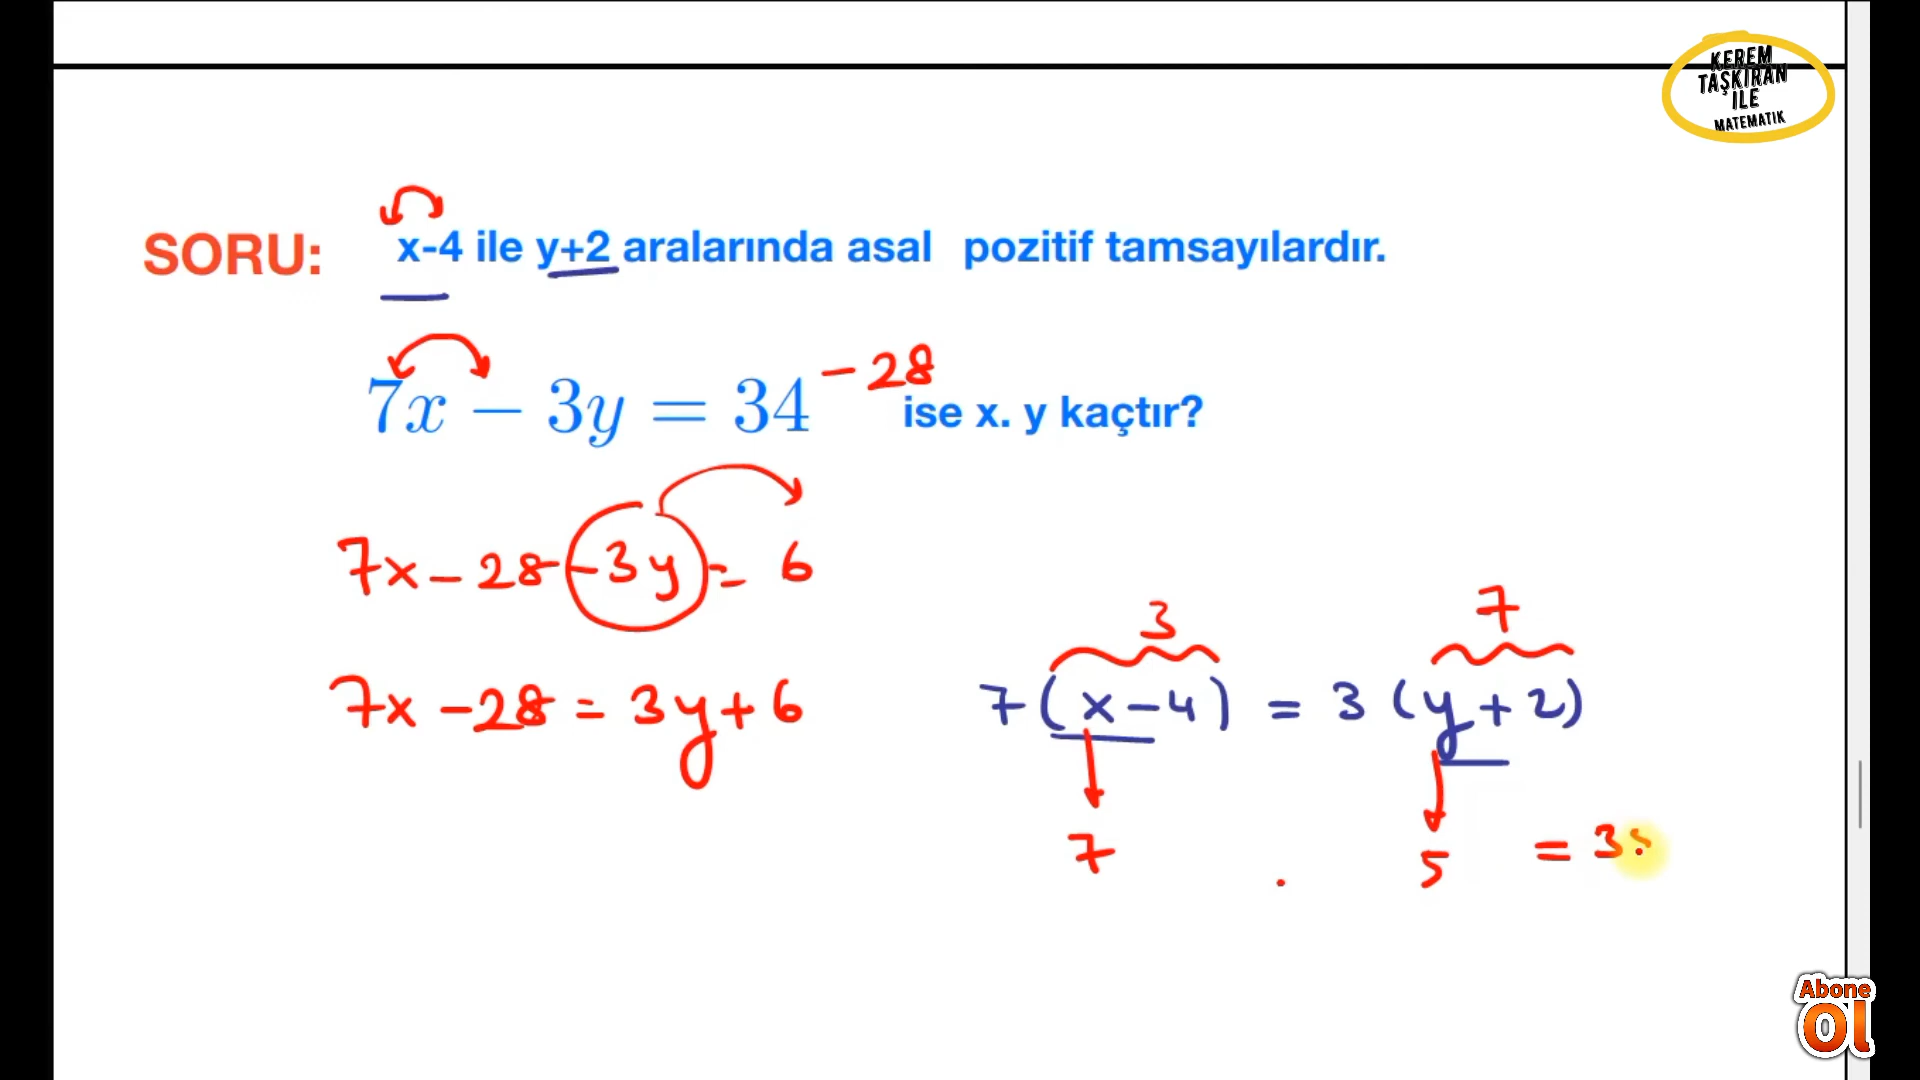 KEREM
TAŞKIRAN
İLE
MATEMATİK
SORU: x-4 ile y+2 aralarında asal pozitif tamsayılardır.
7x − 3y = 34 − 28 ise x. y kaçtır?
7x − 28 − 3y = 6
3 7
7x − 28 = 3y + 6 7(x − 4) = 3(y + 2)
7 . 5 = 35
Abone
Ol